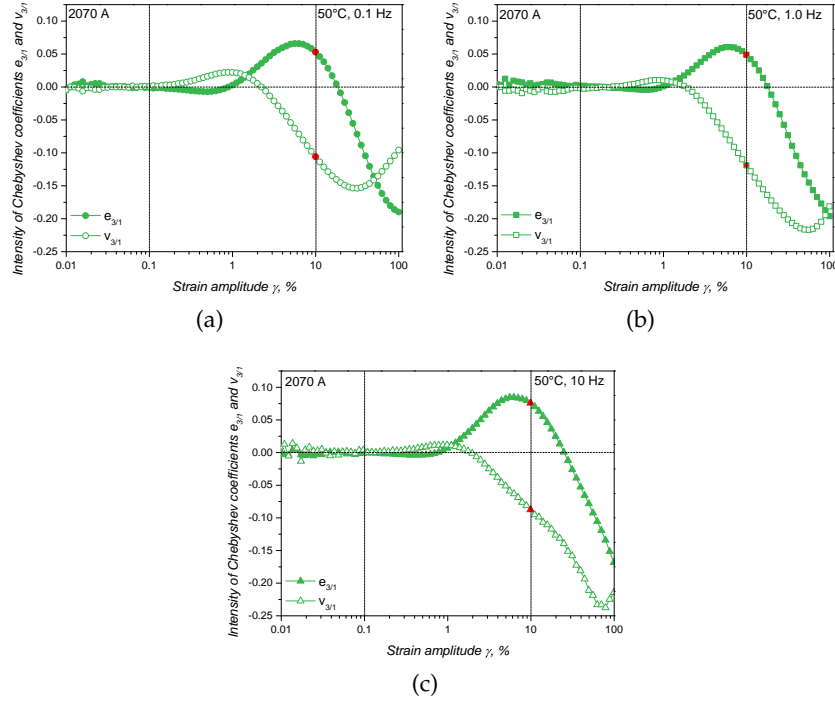 2070 A
50°C, 0.1 Hz
Intensity of Chebyshev coefficients e3/1 and v3/1
0.10
0.05
0.00
-0.05
-0.10
-0.15
-0.20
-0.25
e3/1
v3/1
0.01 0.1 1 10 100
Strain amplitude γ, %
(a)
2070 A
50°C, 1.0 Hz
Intensity of Chebyshev coefficients e3/1 and v3/1
0.10
0.05
0.00
-0.05
-0.10
-0.15
-0.20
-0.25
e3/1
v3/1
0.01 0.1 1 10 100
Strain amplitude γ, %
(b)
2070 A
50°C, 10 Hz
Intensity of Chebyshev coefficients e3/1 and v3/1
0.10
0.05
0.00
-0.05
-0.10
-0.15
-0.20
-0.25
e3/1
v3/1
0.01 0.1 1 10 100
Strain amplitude γ, %
(c)